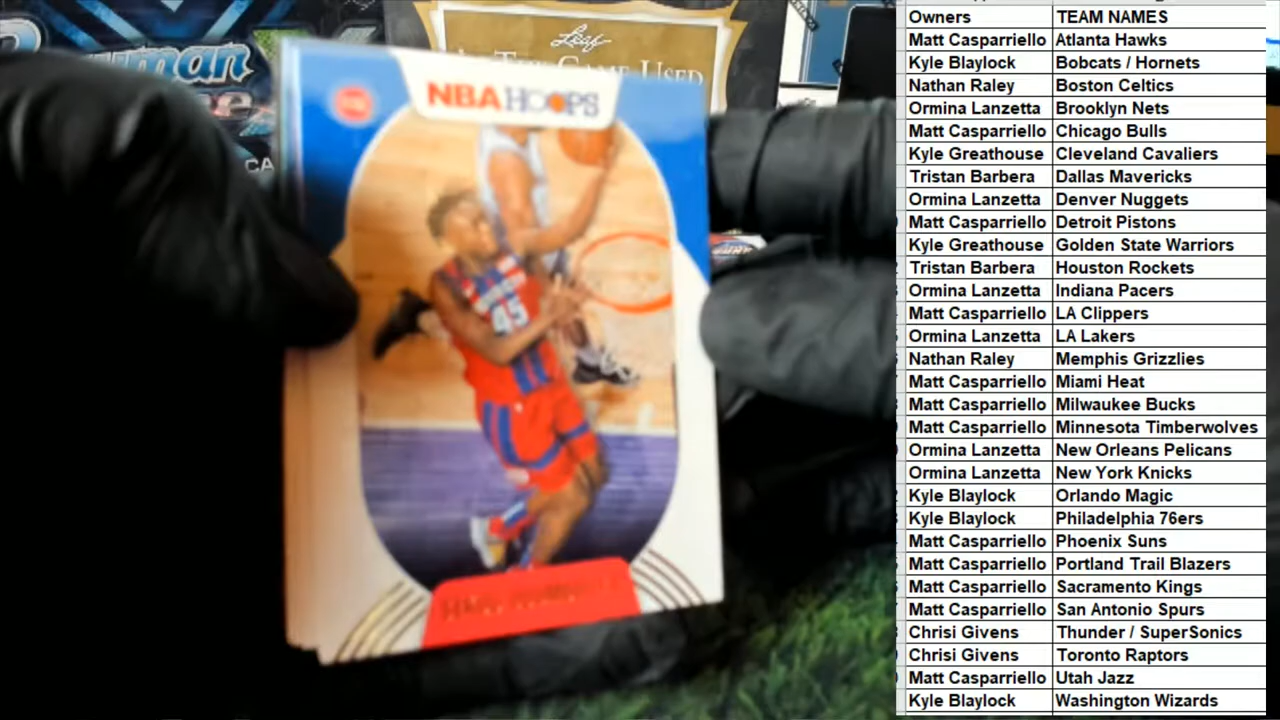 Owners TEAM NAMES
Matt Casparriello Atlanta Hawks
Kyle Blaylock Bobcats / Hornets
Nathan Raley Boston Celtics
Ormina Lanzetta Brooklyn Nets
Matt Casparriello Chicago Bulls
Kyle Greathouse Cleveland Cavaliers
Tristan Barbera Dallas Mavericks
Ormina Lanzetta Denver Nuggets
Matt Casparriello Detroit Pistons
Kyle Greathouse Golden State Warriors
Tristan Barbera Houston Rockets
Ormina Lanzetta Indiana Pacers
Matt Casparriello LA Clippers
Ormina Lanzetta LA Lakers
Nathan Raley Memphis Grizzlies
Matt Casparriello Miami Heat
Matt Casparriello Milwaukee Bucks
Matt Casparriello Minnesota Timberwolves
Ormina Lanzetta New Orleans Pelicans
Ormina Lanzetta New York Knicks
Kyle Blaylock Orlando Magic
Kyle Blaylock Philadelphia 76ers
Matt Casparriello Phoenix Suns
Matt Casparriello Portland Trail Blazers
Matt Casparriello Sacramento Kings
Matt Casparriello San Antonio Spurs
Chrisi Givens Thunder / SuperSonics
Chrisi Givens Toronto Raptors
Matt Casparriello Utah Jazz
Kyle Blaylock Washington Wizards
Leaf
The Game Used
CA
NBA HOOPS
45